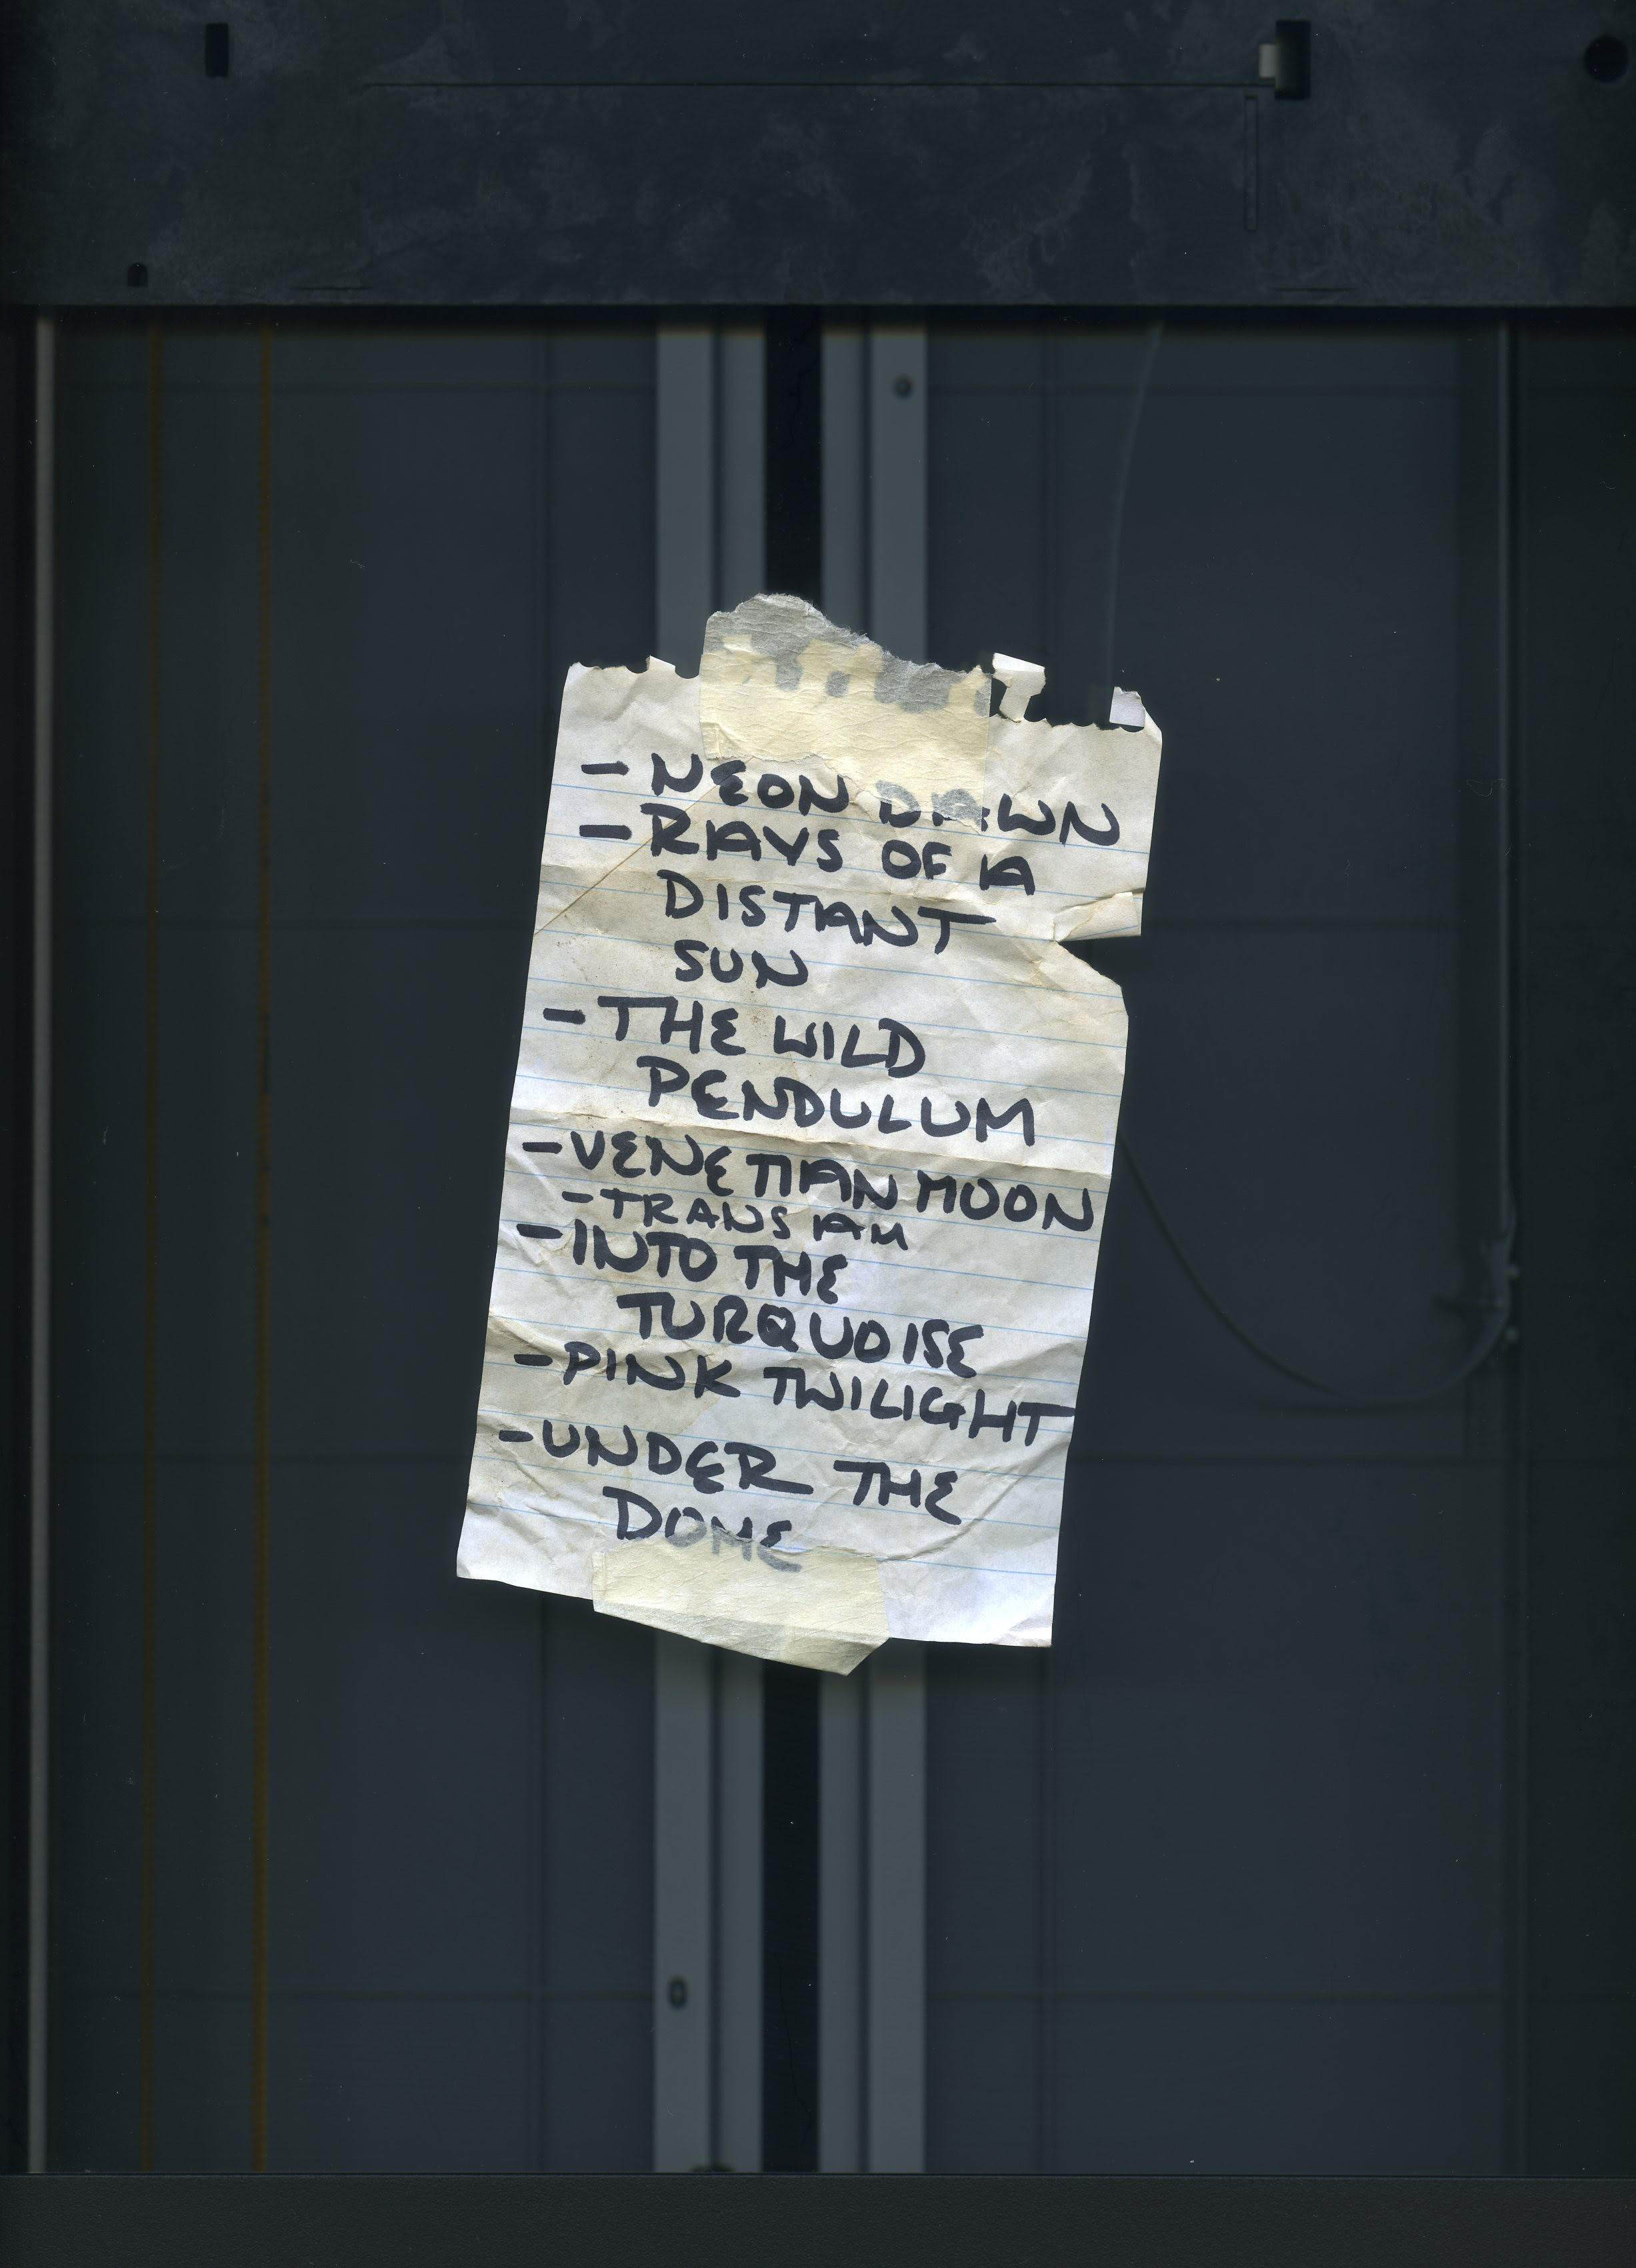 - NEON DAWN
- RAYS OF A
DISTANT
SUN
- THE WILD
PENDULUM
- VENETIAN MOON
- TRANS AM
- INTO THE
TURQUOISE
- PINK TWILIGHT
- UNDER THE
DOME